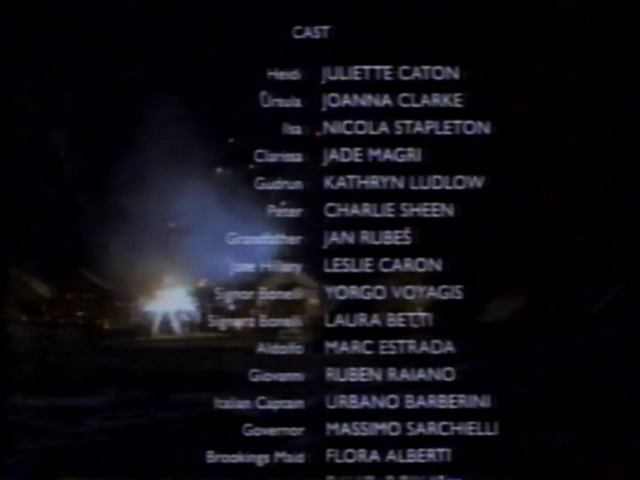 CAST
Heidi JULIETTE CATON
Ursula JOANNA CLARKE
Ilsa NICOLA STAPLETON
Clarissa JADE MAGRI
Gudrun KATHRYN LUDLOW
Peter CHARLIE SHEEN
Grandfather JAN RUBEŠ
Jane Hillary LESLIE CARON
Signor Bonelli YORGO VOYAGIS
Signora Bonelli LAURA BETTI
Aldolfo MARC ESTRADA
Giovanni RUBEN RAIANO
Italian Captain URBANO BARBERINI
Governor MASSIMO SARCHIELLI
Brookings Maid FLORA ALBERTI